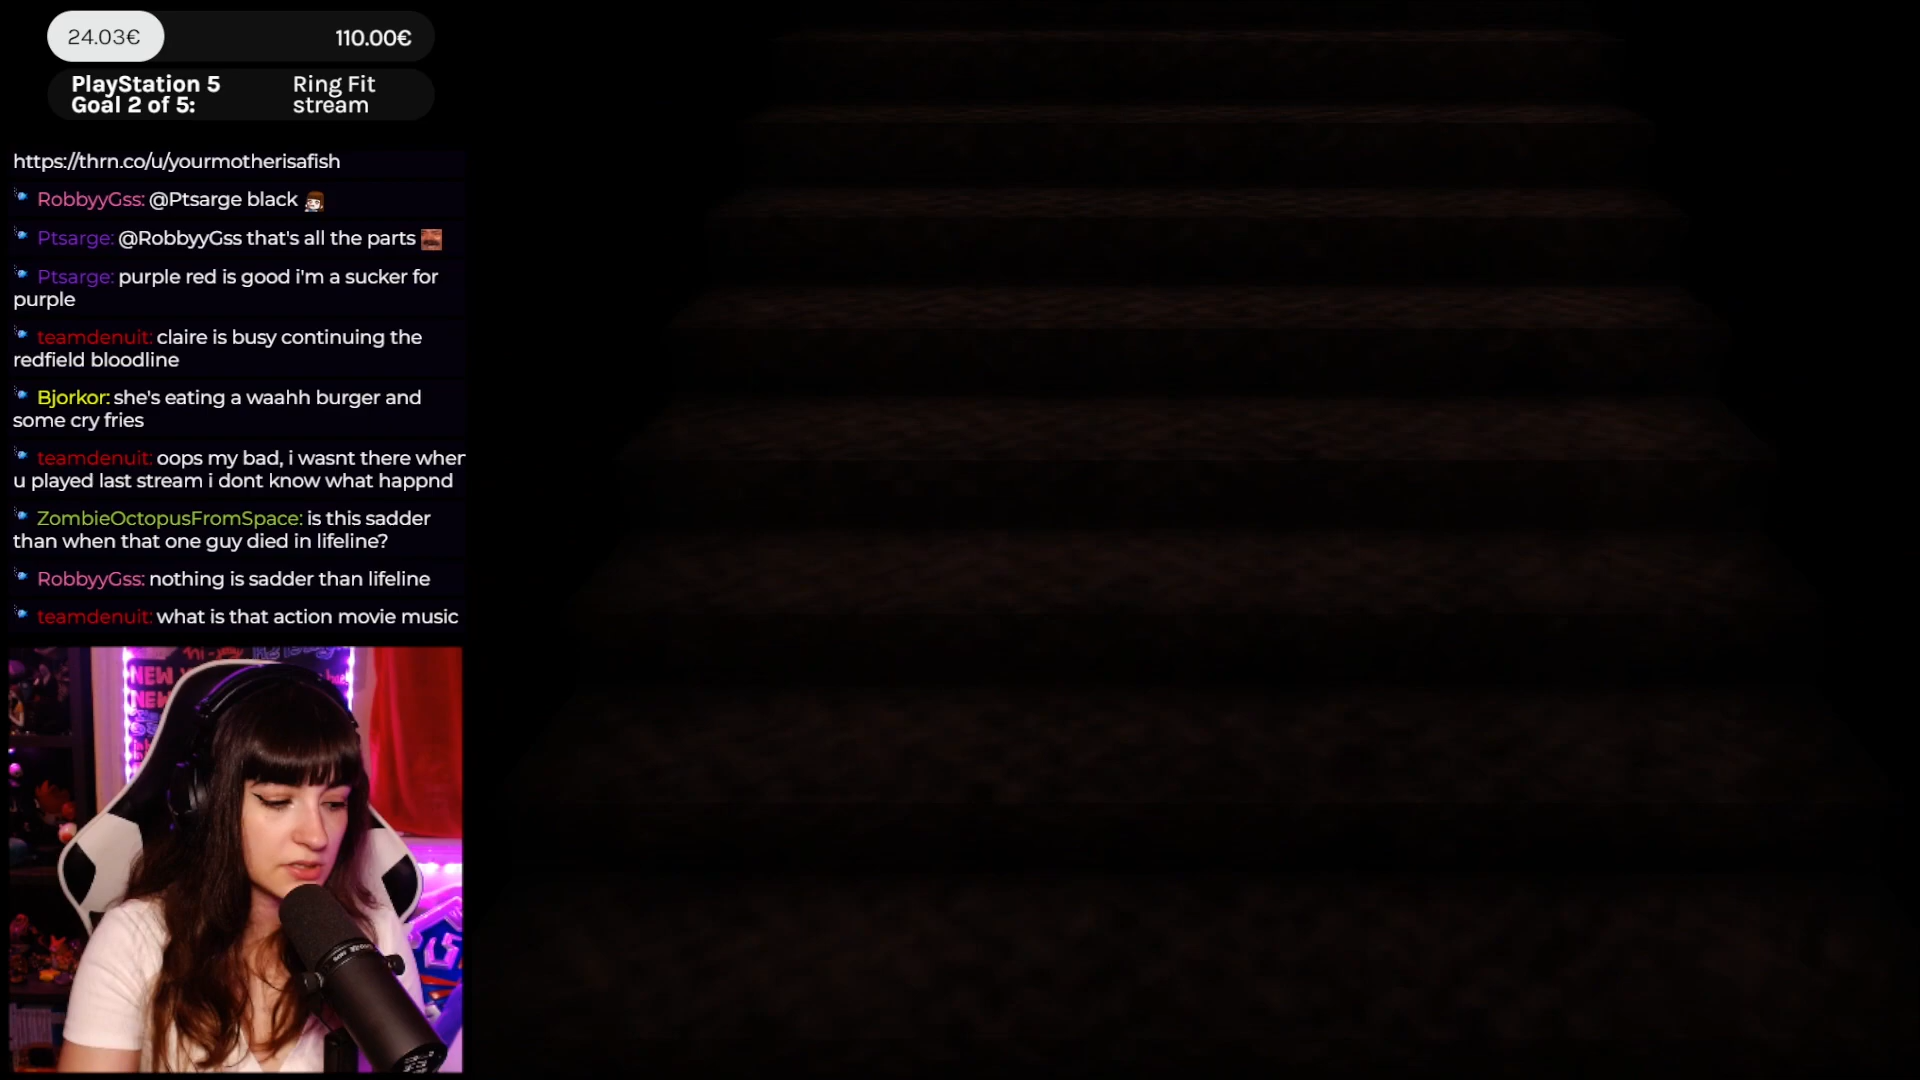 24.03€ 110.00€
PlayStation 5 Ring Fit
Goal 2 of 5: stream
https://thrn.co/u/yourmotherisafish
RobbyyGss: @Ptsarge black
Ptsarge: @RobbyyGss that's all the parts
Ptsarge: purple red is good i'm a sucker for
purple
teamdenuit: claire is busy continuing the
redfield bloodline
Bjorkor: she's eating a waahh burger and
some cry fries
teamdenuit: oops my bad, i wasnt there when
u played last stream i dont know what happnd
ZombieOctopusFromSpace: is this sadder
than when that one guy died in lifeline?
RobbyyGss: nothing is sadder than lifeline
teamdenuit: what is that action movie music
NEW
NEW